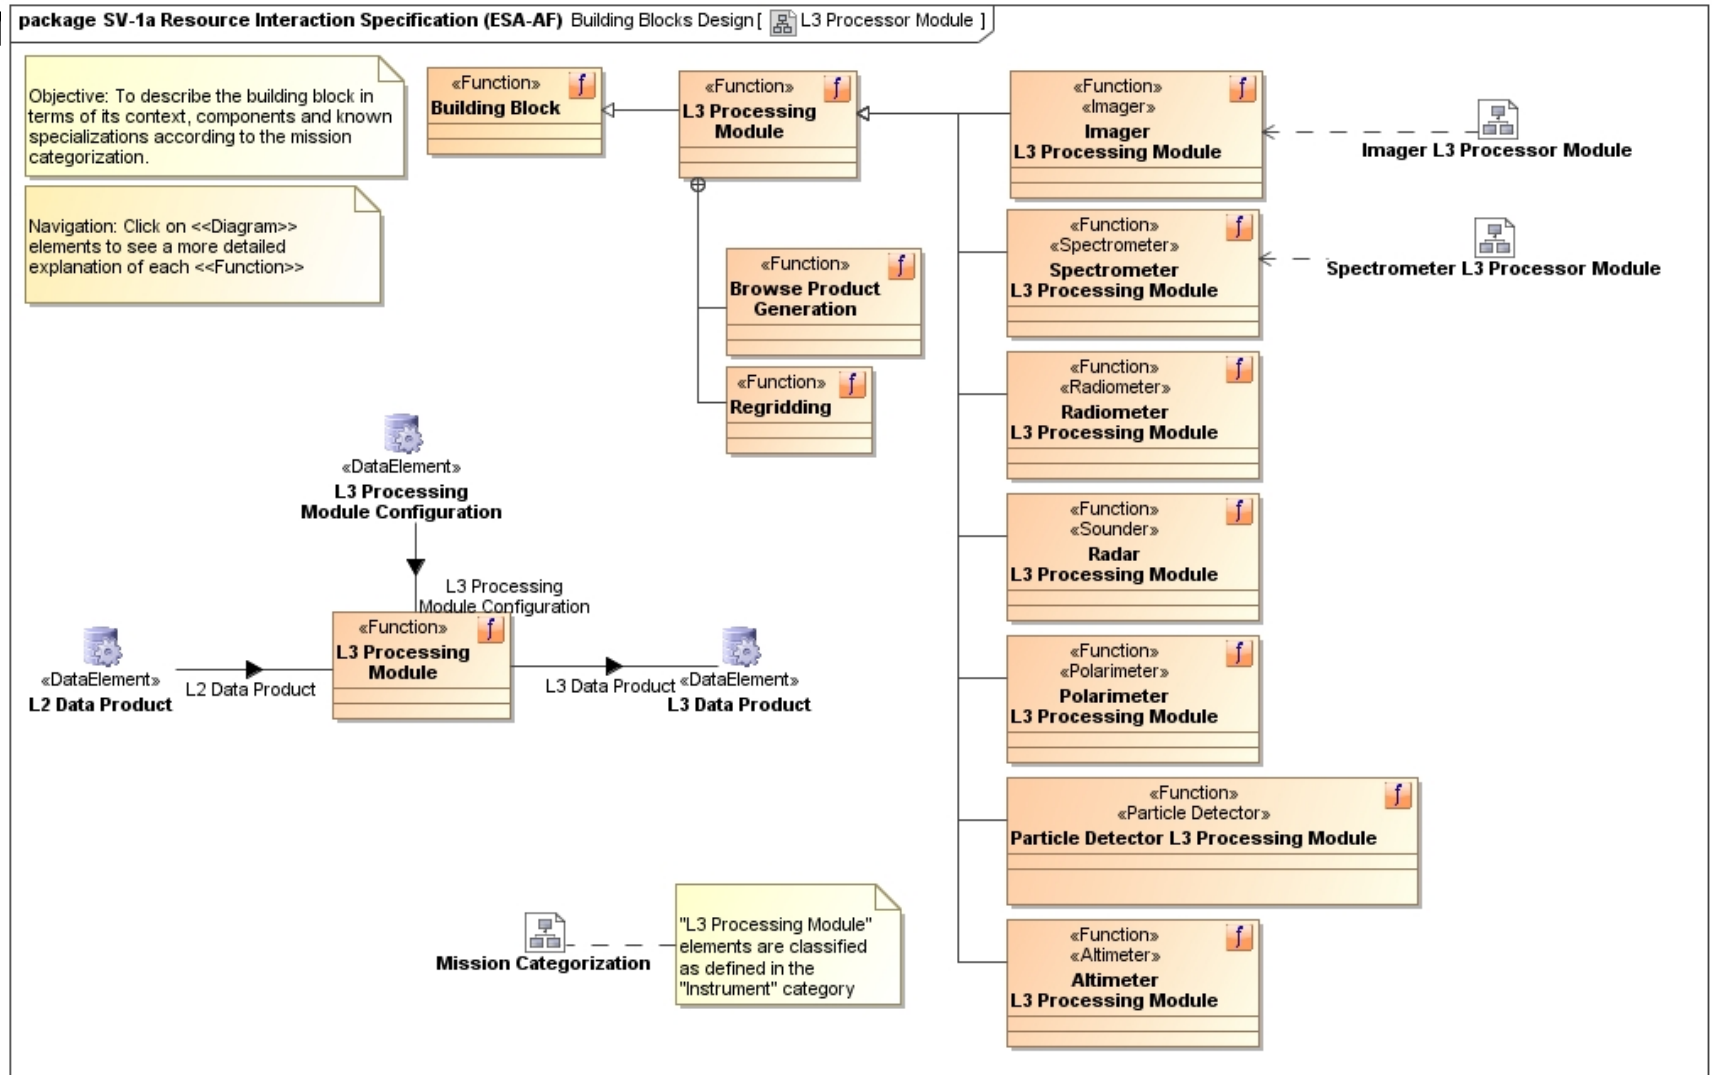 package SV-1a Resource Interaction Specification (ESA-AF) Building Blocks Design [ L3 Processor Module ]
Objective: To describe the building block in
terms of its context, components and known
specializations according to the mission
categorization.
Navigation: Click on <<Diagram>>
elements to see a more detailed
explanation of each <<Function>>
«Function»
Building Block
«Function»
L3 Processing
Module
«Function»
Browse Product
Generation
«Function»
Regridding
«Function»
«Imager»
Imager
L3 Processing Module
Imager L3 Processor Module
«Function»
«Spectrometer»
Spectrometer
L3 Processing Module
Spectrometer L3 Processor Module
«Function»
«Radiometer»
Radiometer
L3 Processing Module
«Function»
«Sounder»
Radar
L3 Processing Module
«Function»
«Polarimeter»
Polarimeter
L3 Processing Module
«Function»
«Particle Detector»
Particle Detector L3 Processing Module
«Function»
«Altimeter»
Altimeter
L3 Processing Module
«DataElement»
L3 Processing
Module Configuration
L3 Processing
Module Configuration
«DataElement»
L2 Data Product
L2 Data Product
«Function»
L3 Processing
Module
L3 Data Product
«DataElement»
L3 Data Product
Mission Categorization
"L3 Processing Module"
elements are classified
as defined in the
"Instrument" category